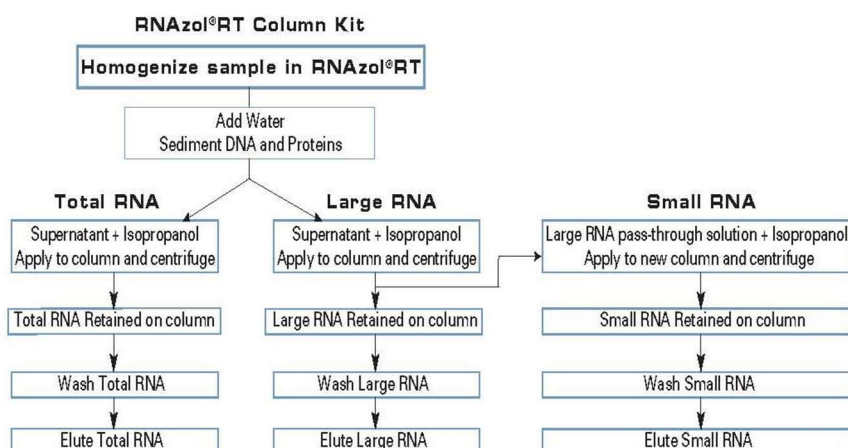 RNAzol®RT Column Kit
Homogenize sample in RNAzol®RT
Add Water
Sediment DNA and Proteins
Total RNA
Supernatant + Isopropanol
Apply to column and centrifuge
Total RNA Retained on column
Wash Total RNA
Elute Total RNA
Large RNA
Supernatant + Isopropanol
Apply to column and centrifuge
Large RNA Retained on column
Wash Large RNA
Elute Large RNA
Small RNA
Large RNA pass-through solution + Isopropanol
Apply to new column and centrifuge
Small RNA Retained on column
Wash Small RNA
Elute Small RNA